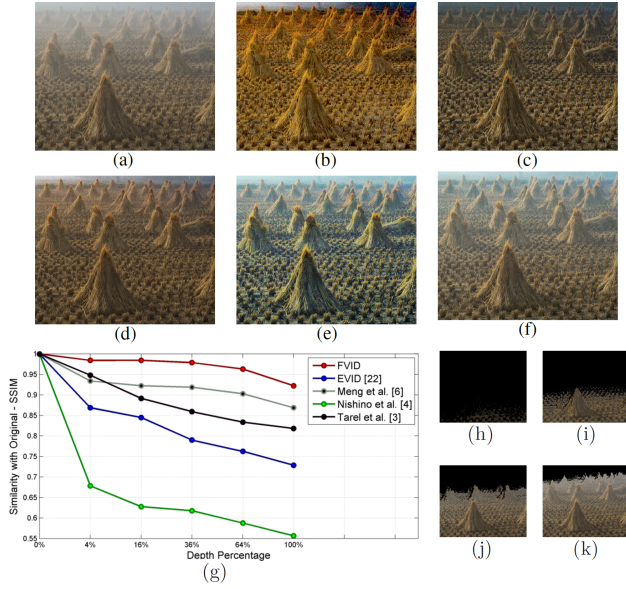 (a)
(b)
(c)
(d)
(e)
(f)
Similarity with Original - SSIM
1
0.95
0.9
0.85
0.8
0.75
0.7
0.65
0.6
0.55
0%
4%
16%
36%
64%
100%
Depth Percentage
FVID
EVID [22]
Meng et al. [6]
Nishino et al. [4]
Tarel et al. [3]
(g)
(h)
(i)
(j)
(k)